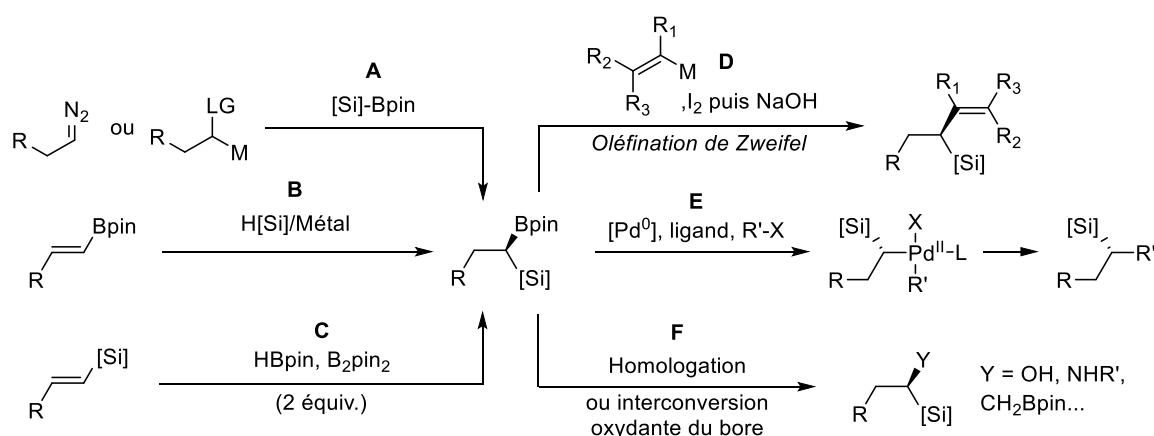 A
[Si]-Bpin
N₂
ou
LG
R
R
M
R₁
R₂
M
R₃
D
,I₂ puis NaOH
Oléfination de Zweifel
R₁
R₃
R₂
R
[Si]
B
H[Si]/Métal
Bpin
R
Bpin
R
[Si]
E
[Pd⁰], ligand, R'-X
[Si]
X
Pdᴵᴵ-L
R
R'
[Si]
R'
R
C
HBpin, B₂pin₂
(2 équiv.)
[Si]
R
F
Homologation
ou interconversion
oxydante du bore
Y
R
[Si]
Y = OH, NHR',
CH₂Bpin...